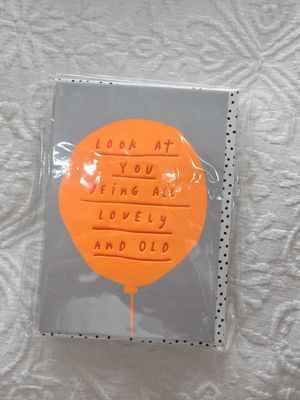 LOOK At
YOU
BEING ALL
LOVELY
AND OLD